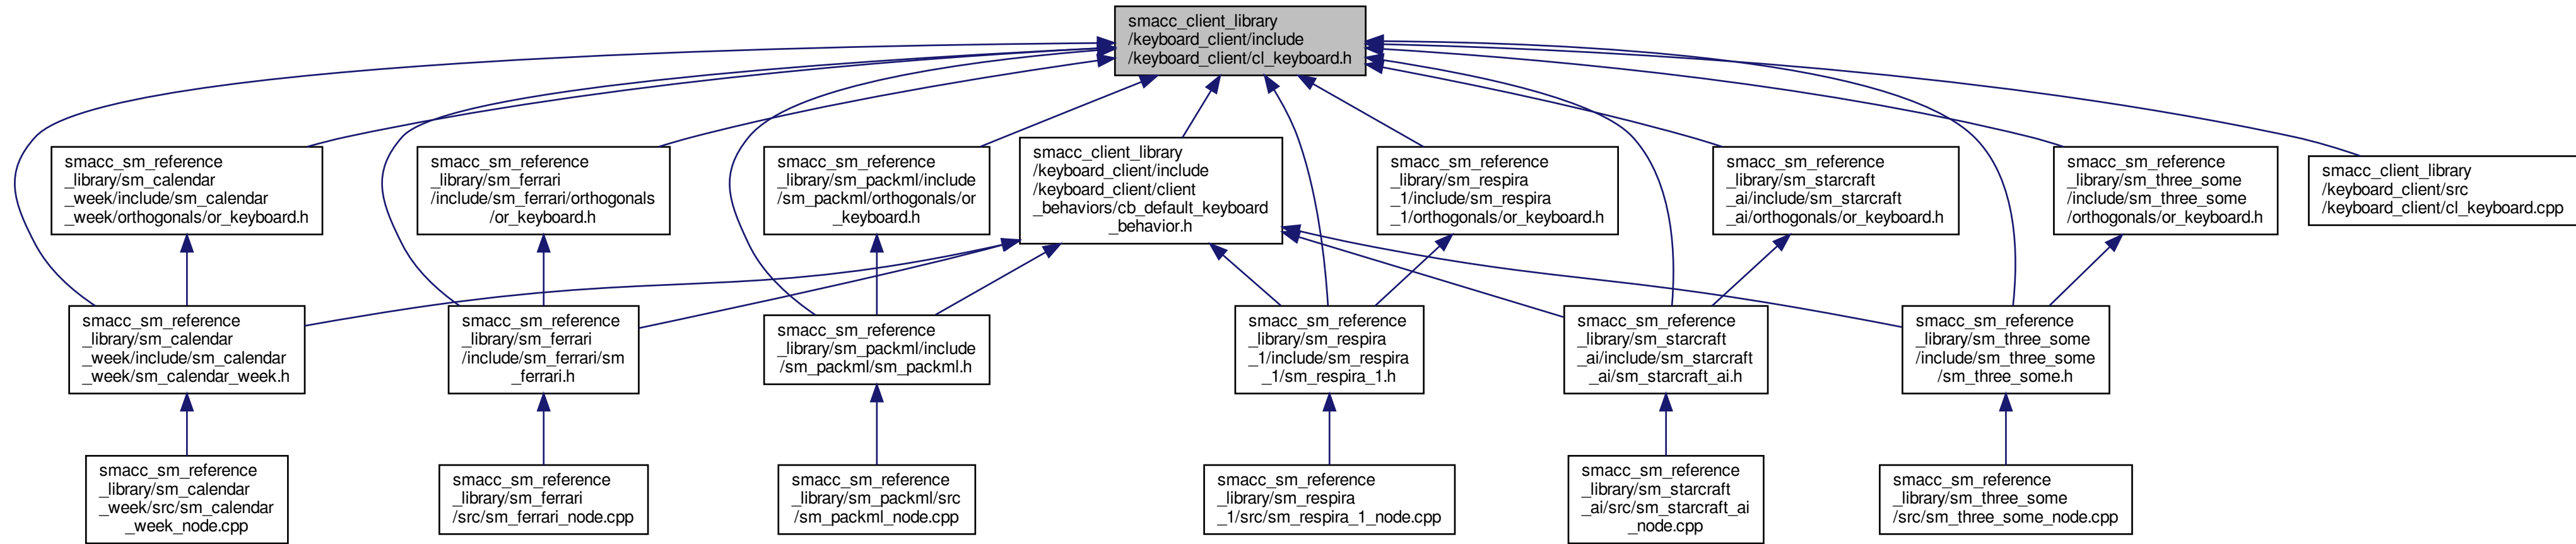 smacc_client_library
/keyboard_client/include
/keyboard_client/cl_keyboard.h
smacc_sm_reference
_library/sm_calendar
_week/include/sm_calendar
_week/orthogonals/or_keyboard.h
smacc_sm_reference
_library/sm_ferrari
/include/sm_ferrari/orthogonals
/or_keyboard.h
smacc_sm_reference
_library/sm_packml/include
/sm_packml/orthogonals/or
_keyboard.h
smacc_client_library
/keyboard_client/include
/keyboard_client/client
_behaviors/cb_default_keyboard
_behavior.h
smacc_sm_reference
_library/sm_respira
_1/include/sm_respira
_1/orthogonals/or_keyboard.h
smacc_sm_reference
_library/sm_starcraft
_ai/include/sm_starcraft
_ai/orthogonals/or_keyboard.h
smacc_sm_reference
_library/sm_three_some
/include/sm_three_some
/orthogonals/or_keyboard.h
smacc_client_library
/keyboard_client/src
/keyboard_client/cl_keyboard.cpp
smacc_sm_reference
_library/sm_calendar
_week/include/sm_calendar
_week/sm_calendar_week.h
smacc_sm_reference
_library/sm_ferrari
/include/sm_ferrari/sm
_ferrari.h
smacc_sm_reference
_library/sm_packml/include
/sm_packml/sm_packml.h
smacc_sm_reference
_library/sm_respira
_1/include/sm_respira
_1/sm_respira_1.h
smacc_sm_reference
_library/sm_starcraft
_ai/include/sm_starcraft
_ai/sm_starcraft_ai.h
smacc_sm_reference
_library/sm_three_some
/include/sm_three_some
/sm_three_some.h
smacc_sm_reference
_library/sm_calendar
_week/src/sm_calendar
_week_node.cpp
smacc_sm_reference
_library/sm_ferrari
/src/sm_ferrari_node.cpp
smacc_sm_reference
_library/sm_packml/src
/sm_packml_node.cpp
smacc_sm_reference
_library/sm_respira
_1/src/sm_respira_1_node.cpp
smacc_sm_reference
_library/sm_starcraft
_ai/src/sm_starcraft_ai
_node.cpp
smacc_sm_reference
_library/sm_three_some
/src/sm_three_some_node.cpp